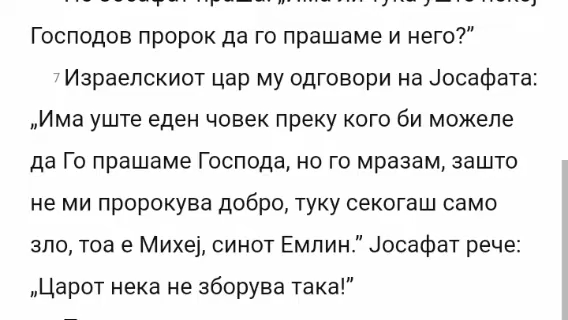 Господов пророк да го прашаме и него?”
7 Израелскиот цар му одговори на Јосафата:
„Има уште еден човек преку кого би можеле
да Го прашаме Господа, но го мразам, зашто
не ми пророкува добро, туку секогаш само
зло, тоа е Михеј, синот Емлин.” Јосафат рече:
„Царот нека не зборува така!”